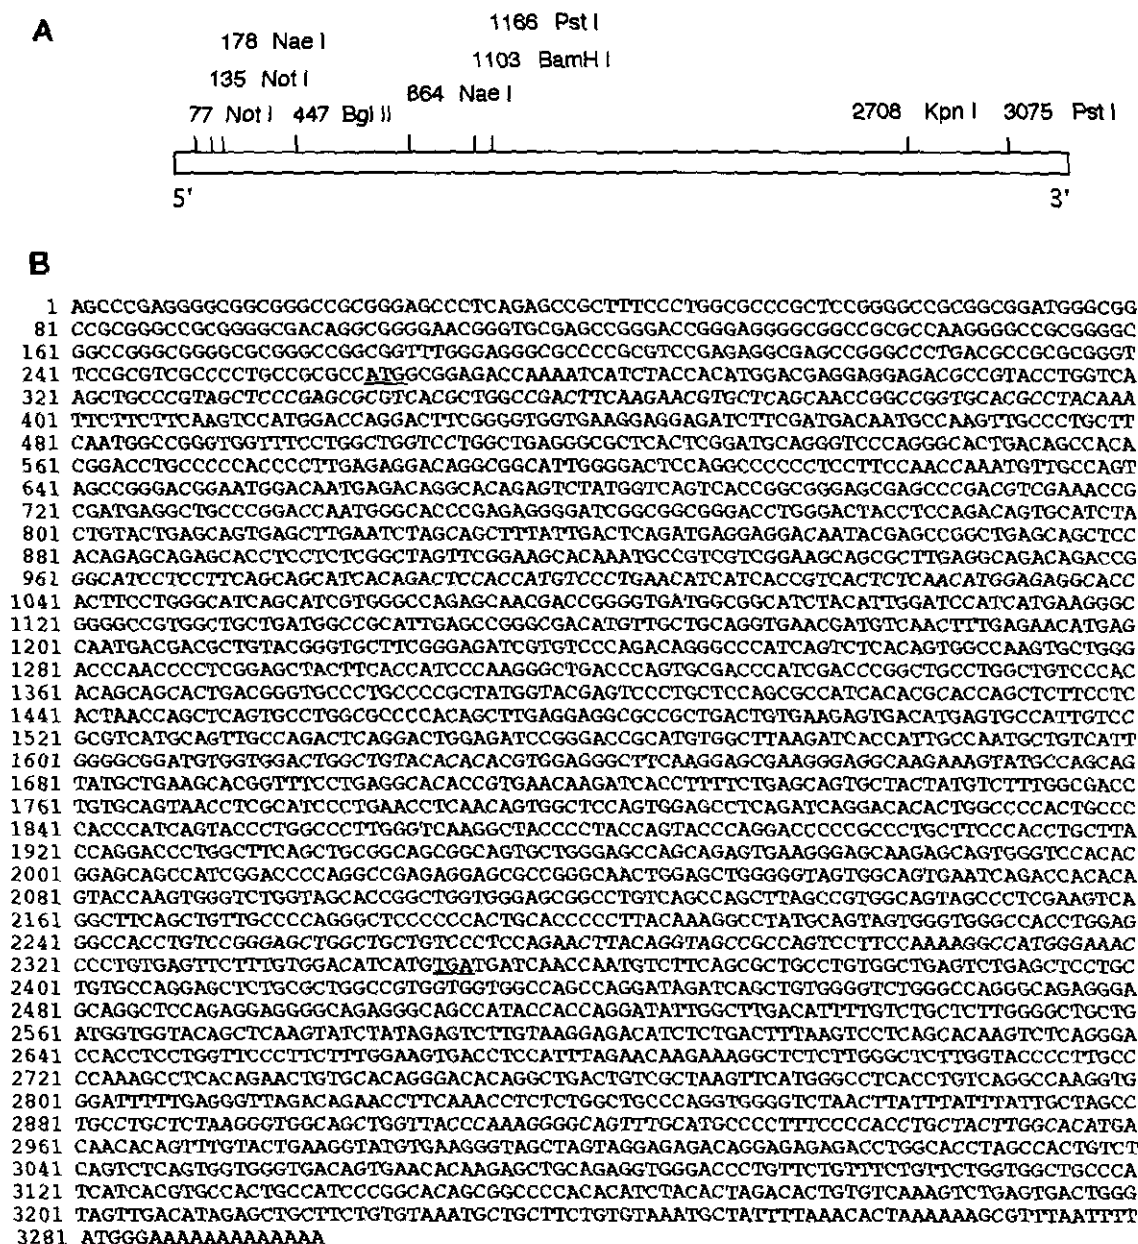 A
1166 Pst I
178 Nae I
1103 BamH I
135 Not I
664 Nae I
77 Not I 447 Bgl II
2708 Kpn I 3075 Pst I
5' 3'
B
1 AGCCCGAGGGGCGGCGGGCCGCGGGAGCCCTCAGAGCCGCTTTCCCTGGCGCCCGCTCCGGGGCCGCGGCGGATGGGCGG
81 CCGCGGGCCGCGGGGCGACAGGCGGGGAACGGGTGCGAGCCGGGACCGGGAGGGGCGGCCGCGCCAAGGGGCCGCGGGGC
161 GGCCGGGCGGGGCGCGGGCCGGCGGTTTGGGAGGGCGCCCCGCGTCCGAGAGGCGAGCCGGGCCCTGACGCCGCGCGGGT
241 TCCGCGTCGCCCCTGCCGCGCCATGGCGGAGACCAAAATCATCTACCACATGGACGAGGAGGAGACGCCGTACCTGGTCA
321 AGCTGCCCGTAGCTCCCGAGCGCGTCACGCTGGCCGACTTCAAGAACGTGCTCAGCAACCGGCCGGTGCACGCCTACAAA
401 TTCTTCTTCAAGTCCATGGACCAGGACTTCGGGGTGGTGAAGGAGGAGATCTTCGATGACAATGCCAAGTTGCCCTGCTT
481 CAATGGCCGGGTGGTTTCCTGGCTGGTCCTGGCTGAGGGCGCTCACTCGGATGCAGGGTCCCAGGGCACTGACAGCCACA
561 CGGACCTGCCCCCACCCCTTGAGAGGACAGGCGGCATTGGGGACTCCAGGCCCCCCTCCTTCCAACCAAATGTTGCCAGT
641 AGCCGGGACGGAATGGACAATGAGACAGGCACAGAGTCTATGGTCAGTCACCGGCGGGAGCGAGCCCGACGTCGAAACCG
721 CGATGAGGCTGCCCGGACCAATGGGCACCCGAGAGGGGATCGGCGGCGGGACCTGGGACTACCTCCAGACAGTGCATCTA
801 CTGTACTGAGCAGTGAGCTTGAATCTAGCAGCTTTATTGACTCAGATGAGGAGGACAATACGAGCCGGCTGAGCAGCTCC
881 ACAGAGCAGAGCACCTCCTCTCGGCTAGTTCGGAAGCACAAATGCCGTCGTCGGAAGCAGCGCTTGAGGCAGACAGACCG
961 GGCATCCTCCTTCAGCAGCATCACAGACTCCACCATGTCCCTGAACATCATCACCGTCACTCTCAACATGGAGAGGCACC
1041 ACTTCCTGGGCATCAGCATCGTGGGCCAGAGCAACGACCGGGGTGATGGCGGCATCTACATTGGATCCATCATGAAGGGC
1121 GGGGCCGTGGCTGCTGATGGCCGCATTGAGCCGGGCGACATGTTGCTGCAGGTGAACGATGTCAACTTTGAGAACATGAG
1201 CAATGACGACGCTGTACGGGTGCTTCGGGAGATCGTGTCCCAGACAGGGCCCATCAGTCTCACAGTGGCCAAGTGCTGGG
1281 ACCCAACCCCTCGGAGCTACTTCACCATCCCAAGGGCTGACCCAGTGCGACCCATCGACCCGGCTGCCTGGCTGTCCCAC
1361 ACAGCAGCACTGACGGGTGCCCTGCCCCGCTATGGTACGAGTCCCTGCTCCAGCGCCATCACACGCACCAGCTCTTCCTC
1441 ACTAACCAGCTCAGTGCCTGGCGCCCCACAGCTTGAGGAGGCGCCGCTGACTGTGAAGAGTGACATGAGTGCCATTGTCC
1521 GCGTCATGCAGTTGCCAGACTCAGGACTGGAGATCCGGGACCGCATGTGGCTTAAGATCACCATTGCCAATGCTGTCATT
1601 GGGGCGGATGTGGTGGACTGGCTGTACACACACGTGGAGGGCTTCAAGGAGCGAAGGGAGGCAAGAAAGTATGCCAGCAG
1681 TATGCTGAAGCACGGTTTCCTGAGGCACACCGTGAACAAGATCACCTTTTCTGAGCAGTGCTACTATGTCTTTGGCGACC
1761 TGTGCAGTAACCTCGCATCCCTGAACCTCAACAGTGGCTCCAGTGGAGCCTCAGATCAGGACACACTGGCCCCACTGCCC
1841 CACCCATCAGTACCCTGGCCCTTGGGTCAAGGCTACCCCTACCAGTACCCAGGACCCCCGCCCTGCTTCCCACCTGCTTA
1921 CCAGGACCCTGGCTTCAGCTGCGGCAGCGGCAGTGCTGGGAGCCAGCAGAGTGAAGGGAGCAAGAGCAGTGGGTCCACAC
2001 GGAGCAGCCATCGGACCCCAGGCCGAGAGGAGCGCCGGGCAACTGGAGCTGGGGGTAGTGGCAGTGAATCAGACCACACA
2081 GTACCAAGTGGGTCTGGTAGCACCGGCTGGTGGGAGCGGCCTGTCAGCCAGCTTAGCCGTGGCAGTAGCCCTCGAAGTCA
2161 GGCTTCAGCTGTTGCCCCAGGGCTCCCCCCACTGCACCCCCTTACAAAGGCCTATGCAGTAGTGGGTGGGCCACCTGGAG
2241 GGCCACCTGTCCGGGAGCTGGCTGCTGTCCCTCCAGAACTTACAGGTAGCCGCCAGTCCTTCCAAAAGGCCATGGGAAAC
2321 CCCTGTGAGTTCTTTGTGGACATCATGTGATGATCAACCAATGTCTTCAGCGCTGCCTGTGGCTGAGTCTGAGCTCCTGC
2401 TGTGCCAGGAGCTCTGCGCTGGCCGTGGTGGTGGCCAGCCAGGATAGATCAGCTGTGGGGTCTGGGCCAGGGCAGAGGGA
2481 GCAGGCTCCAGAGGAGGGGCAGAGGGCAGCCATACCACCAGGATATTGGCTTGACATTTTGTCTGCTCTTGGGGCTGCTG
2561 ATGGTGGTACAGCTCAAGTATCTATAGAGTCTTGTAAGGAGACATCTCTGACTTTAAGTCCTCAGCACAAGTCTCAGGGA
2641 CCACCTCCTGGTTCCCTTCTTTGGAAGTGACCTCCATTTAGAACAAGAAAGGCTCTCTTGGGCTCTTGGTACCCCTTGCC
2721 CCAAAGCCTCACAGAACTGTGCACAGGGACACAGGCTGACTGTCGCTAAGTTCATGGGCCTCACCTGTCAGGCCAAGGTG
2801 GGATTTTTGAGGGTTAGACAGAACCTTCAAACCTCTCTGGCTGCCCAGGTGGGGTCTAACTTATTTATTTATTGCTAGCC
2881 TGCCTGCTCTAAGGGTGGCAGCTGGTTACCCAAAGGGGCAGTTTGCATGCCCCTTTCCCCACCTGCTACTTGGCACATGA
2961 CAACACAGTTTGTACTGAAGGTATGTGAAGGGTAGCTAGTAGGAGAGACAGGAGAGAGACCTGGCACCTAGCCACTGTCT
3041 CAGTCTCAGTGGTGGGTGACAGTGAACACAAGAGCTGCAGAGGTGGGACCCTGTTCTGTTTCTGTTCTGGTGGCTGCCCA
3121 TCATCACGTGCCACTGCCATCCCGGCACAGCGGCCCCACACATCTACACTAGACACTGTGTGTCAAAGTCTGAGTGACTGGG
3201 TAGTTGACATAGAGCTGCTTCTGTGTAAATGCTGCTTCTGTGTAAATGCTATTTTAAACACTAAAAAAGCGTTTAATTTT
3281 ATGGGAAAAAAAAAAAAA